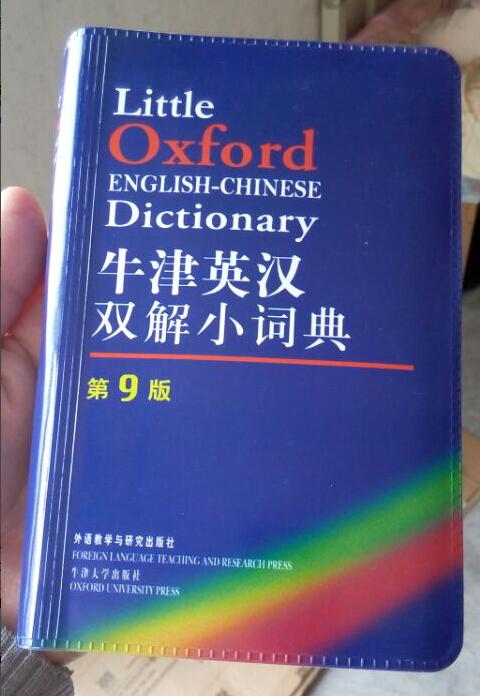 Little
Oxford
ENGLISH-CHINESE
Dictionary
牛津英汉
双解小词典
第9版
外语教学与研究出版社
FOREIGN LANGUAGE TEACHING AND RESEARCH PRESS
牛津大学出版社
OXFORD UNIVERSITY PRESS